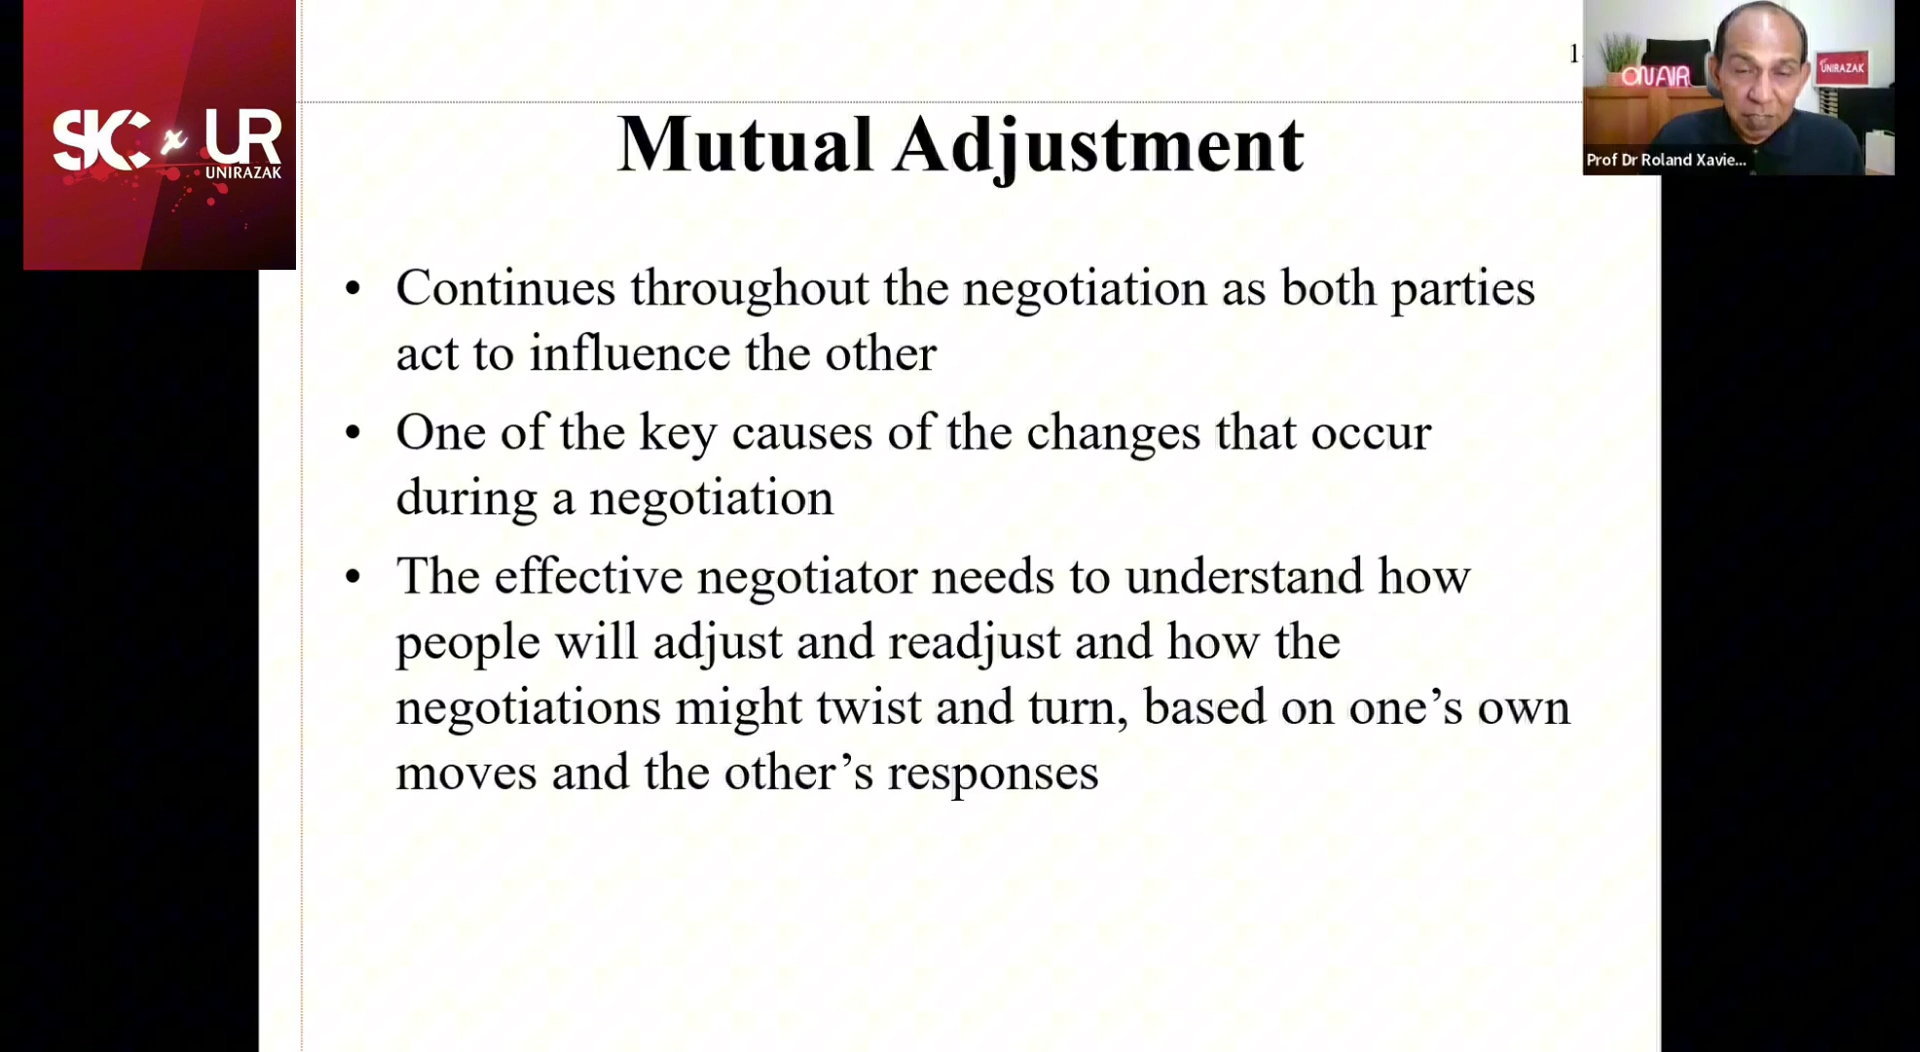 SIC x UR
UNIRAZAK
ON AIR
UNIRAZAK
Prof Dr Roland Xavie...
Mutual Adjustment
• Continues throughout the negotiation as both parties
act to influence the other
• One of the key causes of the changes that occur
during a negotiation
• The effective negotiator needs to understand how
people will adjust and readjust and how the
negotiations might twist and turn, based on one’s own
moves and the other’s responses